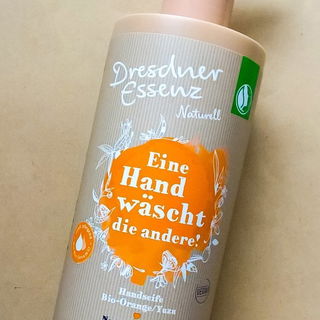 Dresdner
Essenz
Naturell
Eine
Hand
wäscht
die andere!
Handseife
Bio-Orange/Yuzu